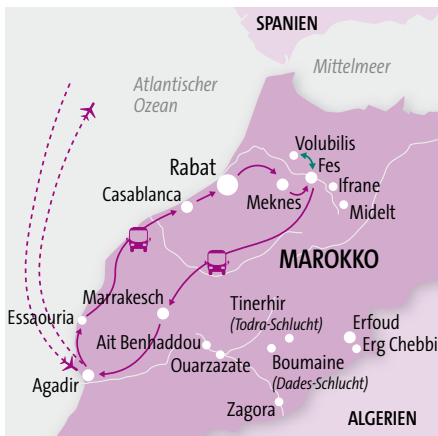 SPANIEN
Mittelmeer
Atlantischer
Ozean
Volubilis
Fes
Rabat
Ifrane
Casablanca
Meknes
Midelt
MAROKKO
Marrakesch
Tinerhir
(Todra-Schlucht)
Essaouria
Erfoud
Ait Benhaddou
Erg Chebbi
Ouarzazate
Boumaine
(Dades-Schlucht)
Agadir
Zagora
ALGERIEN